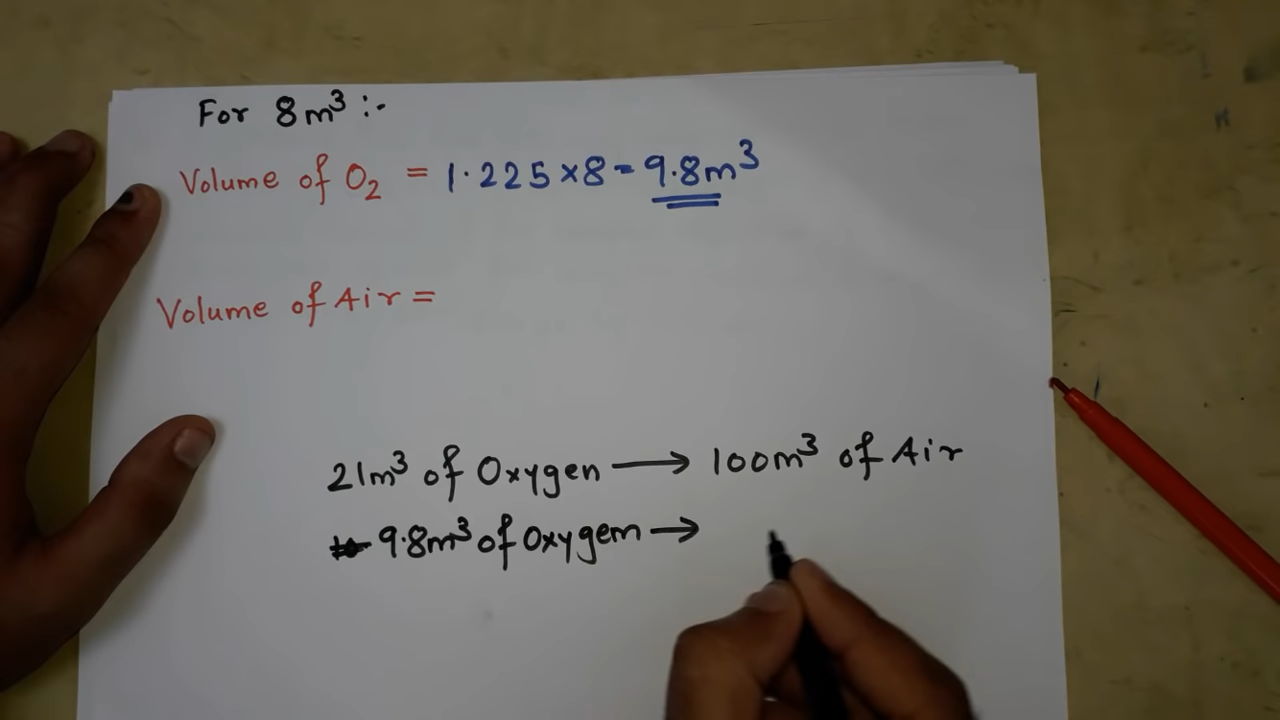 For 8m³ :-
Volume of O₂ = 1.225×8=9.8m³
Volume of Air =
21m³ of Oxygen → 100m³ of Air
9.8m³ of Oxygem →